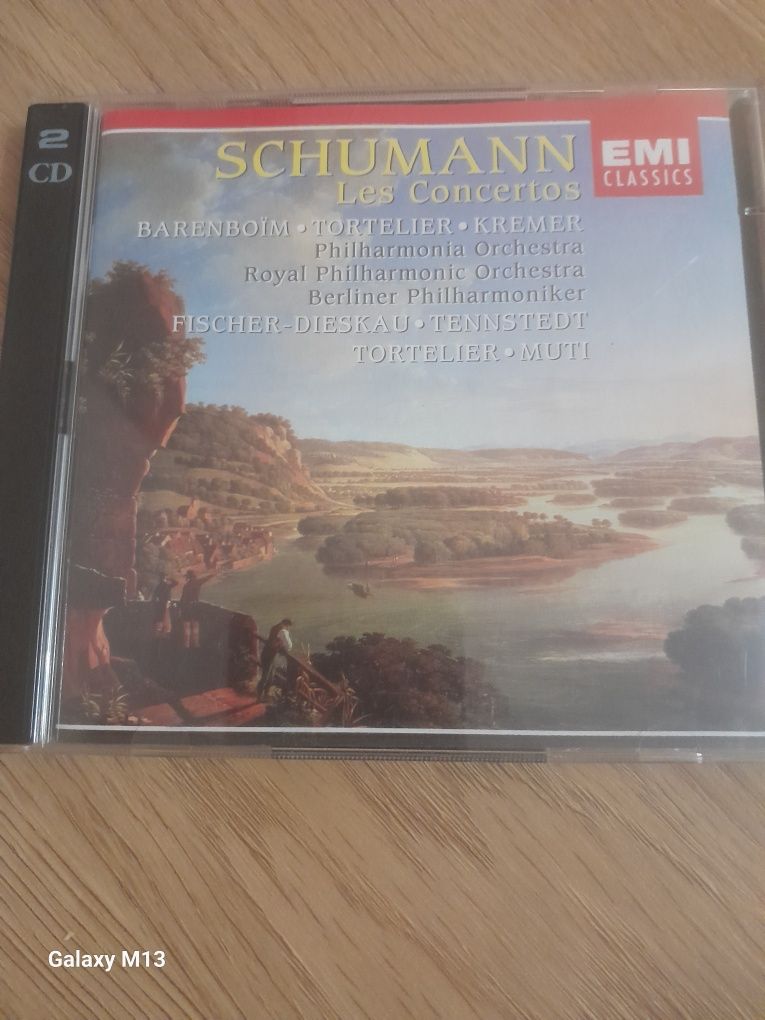 2
CD
SCHUMANN
Les Concertos
EMI
CLASSICS
BARENBOÏM • TORTELIER • KREMER
Philharmonia Orchestra
Royal Philharmonic Orchestra
Berliner Philharmoniker
FISCHER-DIESKAU • TENNSTEDT
TORTELIER • MUTI
Galaxy M13